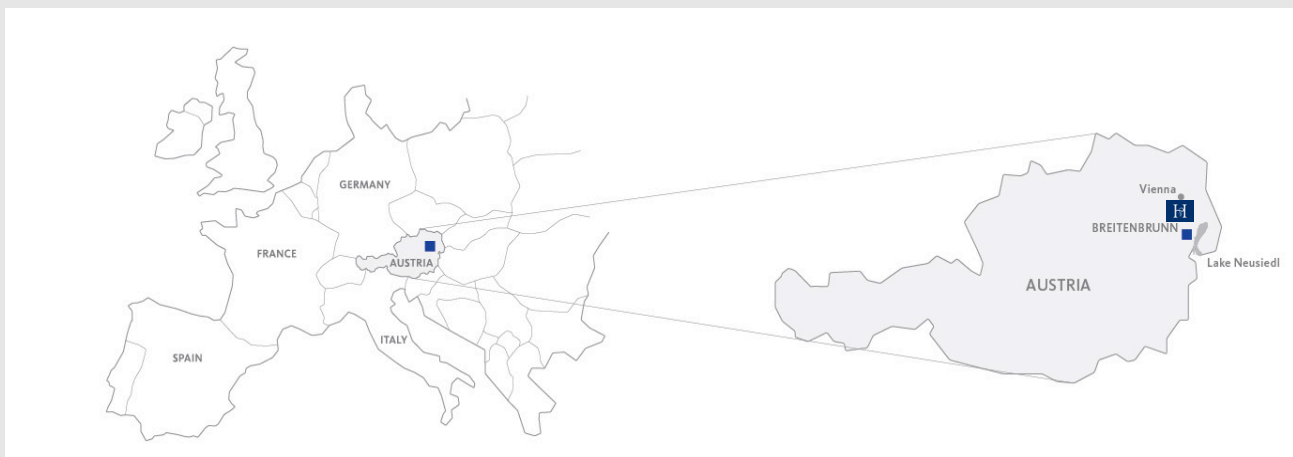 GERMANY
FRANCE
AUSTRIA
ITALY
SPAIN
Vienna
H
BREITENBRUNN
Lake Neusiedl
AUSTRIA